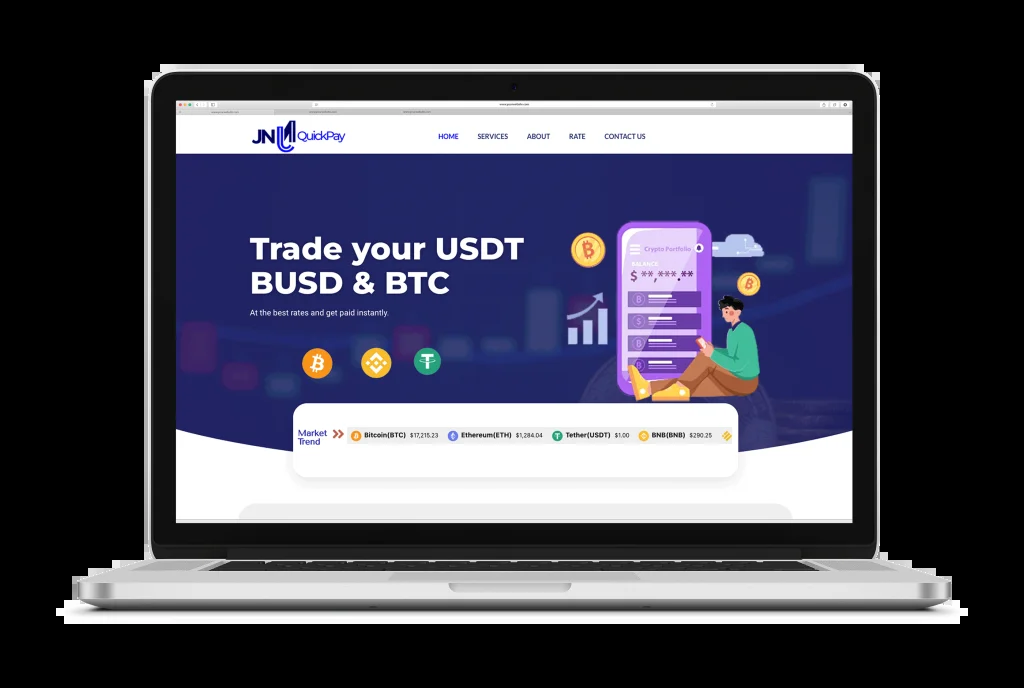 JN QuickPay
HOME SERVICES ABOUT RATE CONTACT US
Trade your USDT
BUSD & BTC
At the best rates and get paid instantly.
Crypto Portfolio
BALANCE
$ **,***.**
Market
Trend
Bitcoin(BTC) $17,215.23 Ethereum(ETH) $1,284.04 Tether(USDT) $1.00 BNB(BNB) $290.25